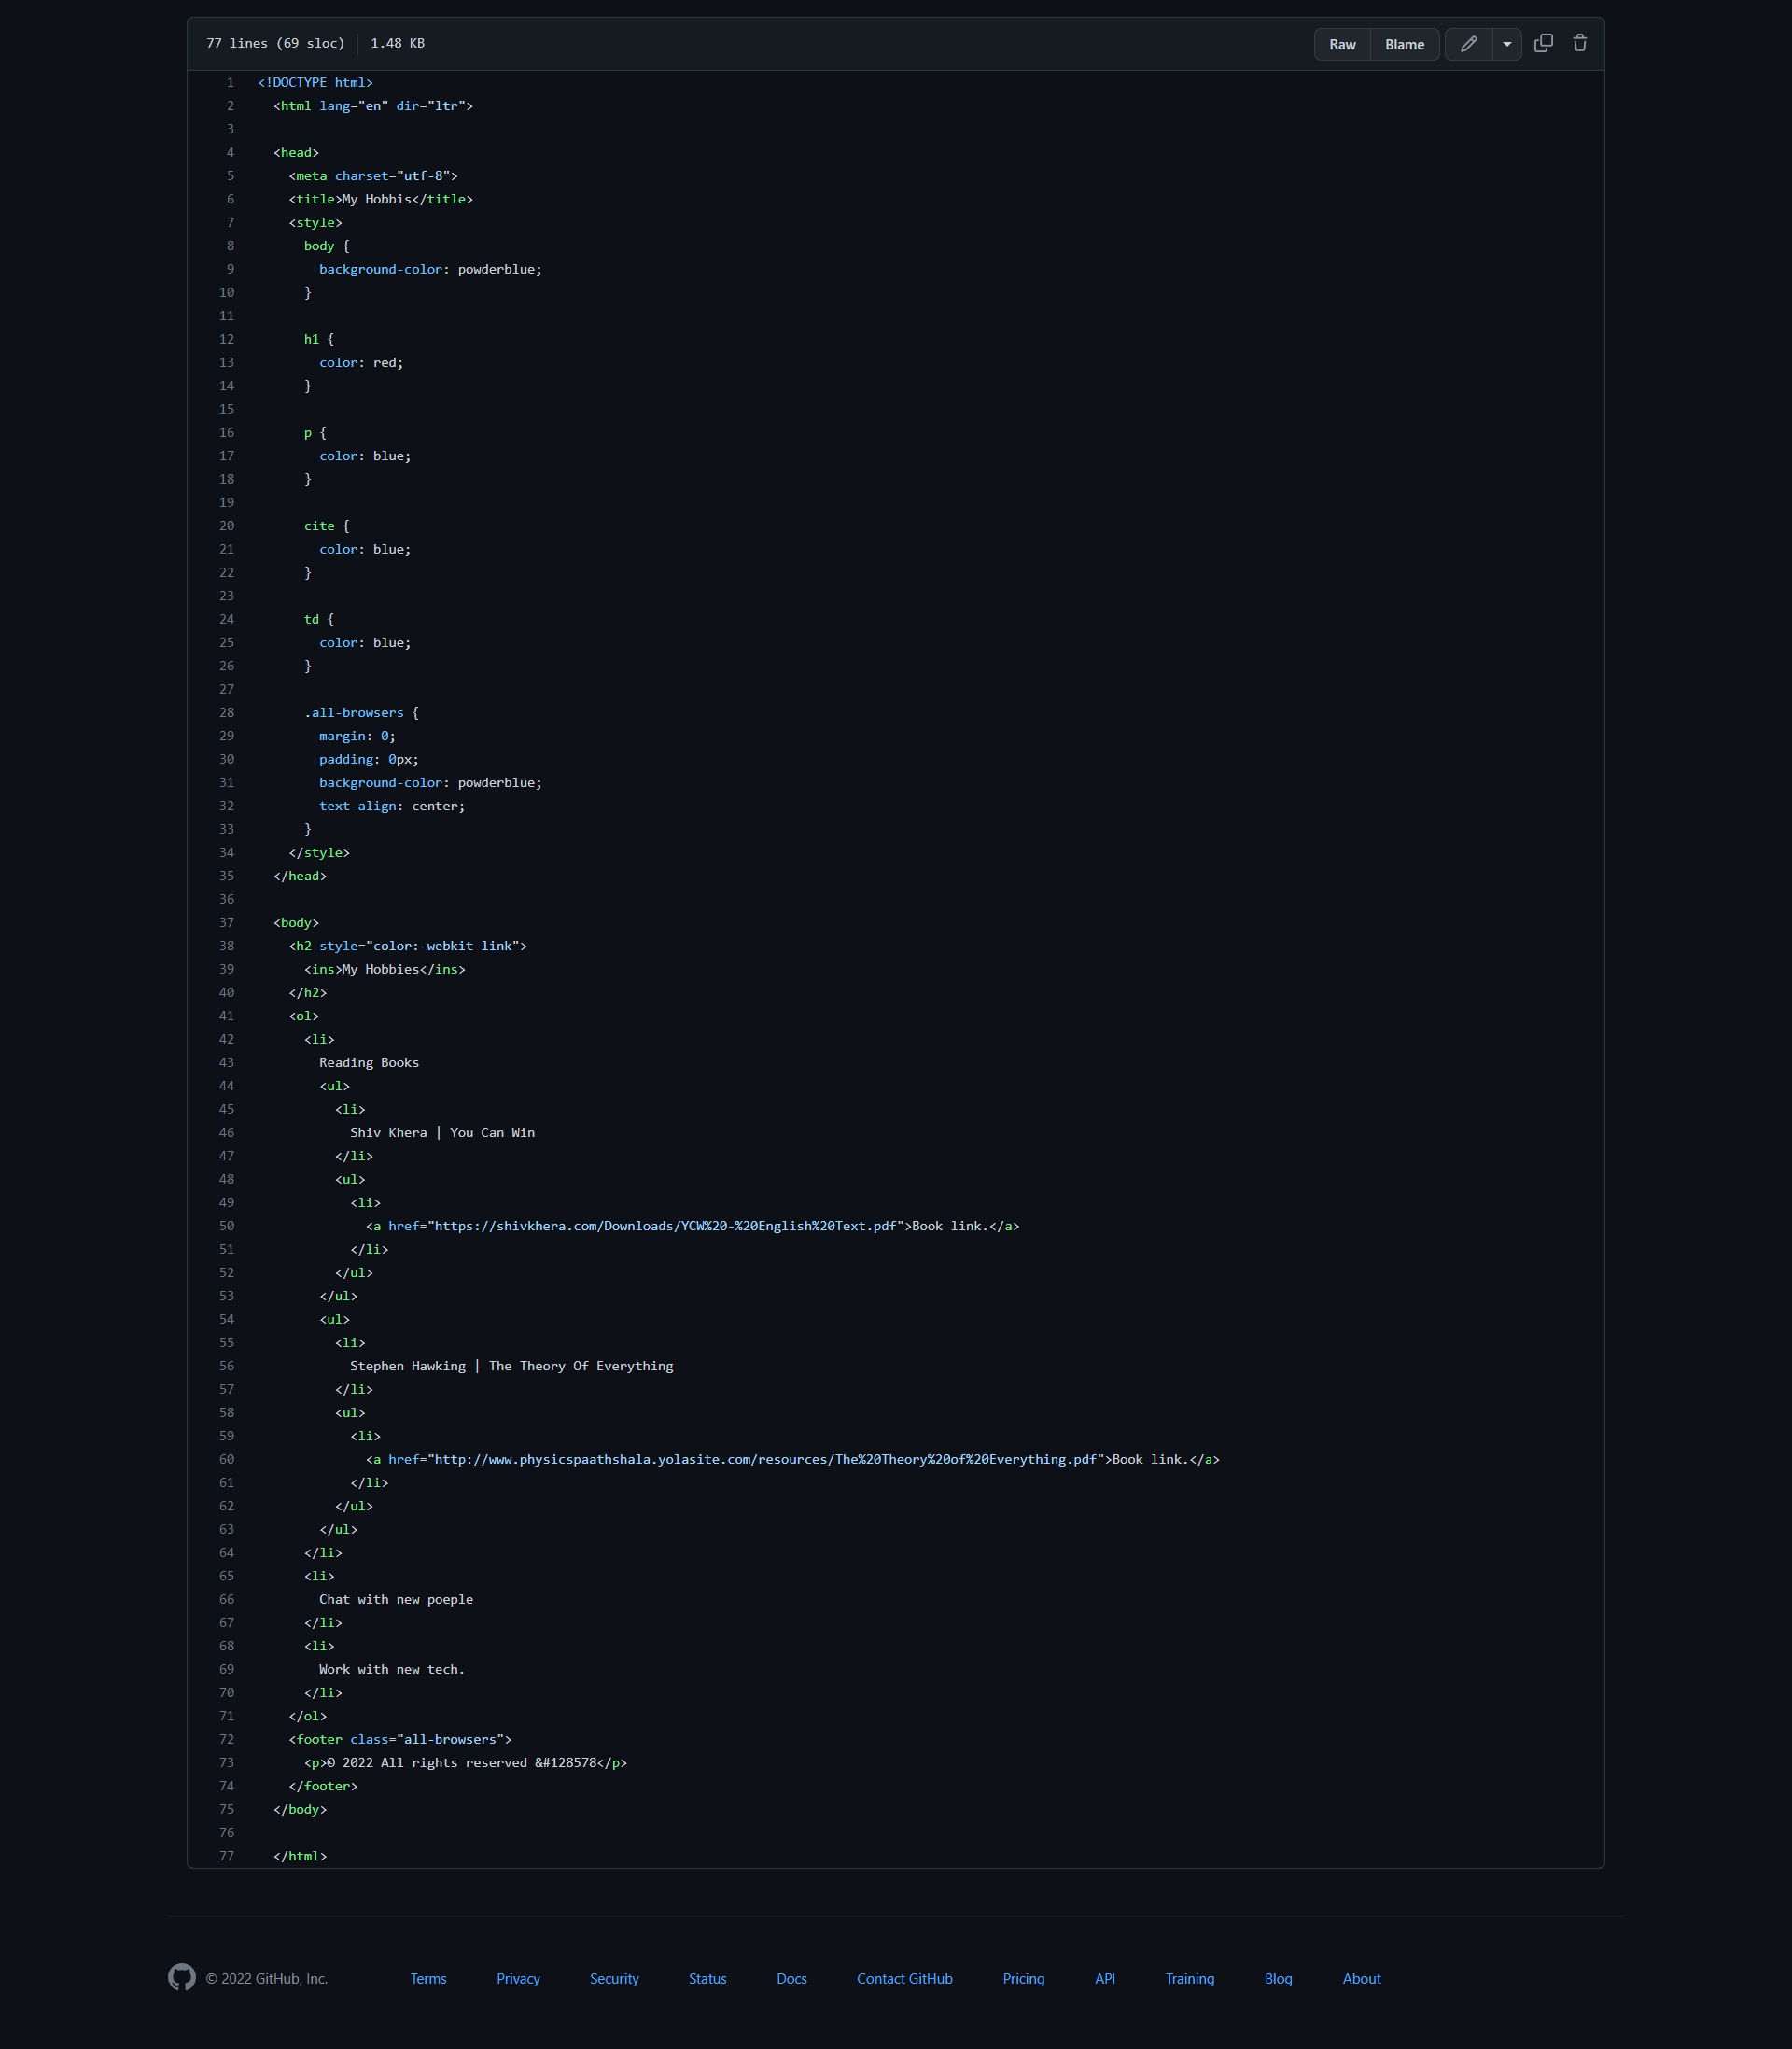 77 lines (69 sloc) 1.48 KB Raw Blame
1 <!DOCTYPE html>
2 <html lang="en" dir="ltr">
3
4 <head>
5 <meta charset="utf-8">
6 <title>My Hobbis</title>
7 <style>
8 body {
9 background-color: powderblue;
10 }
11
12 h1 {
13 color: red;
14 }
15
16 p {
17 color: blue;
18 }
19
20 cite {
21 color: blue;
22 }
23
24 td {
25 color: blue;
26 }
27
28 .all-browsers {
29 margin: 0;
30 padding: 0px;
31 background-color: powderblue;
32 text-align: center;
33 }
34 </style>
35 </head>
36
37 <body>
38 <h2 style="color:-webkit-link">
39 <ins>My Hobbies</ins>
40 </h2>
41 <ol>
42 <li>
43 Reading Books
44 <ul>
45 <li>
46 Shiv Khera | You Can Win
47 </li>
48 <ul>
49 <li>
50 <a href="https://shivkhera.com/Downloads/YCW%20-%20English%20Text.pdf">Book link.</a>
51 </li>
52 </ul>
53 </ul>
54 <ul>
55 <li>
56 Stephen Hawking | The Theory Of Everything
57 </li>
58 <ul>
59 <li>
60 <a href="http://www.physicspaathshala.yolasite.com/resources/The%20Theory%20of%20Everything.pdf">Book link.</a>
61 </li>
62 </ul>
63 </ul>
64 </li>
65 <li>
66 Chat with new poeple
67 </li>
68 <li>
69 Work with new tech.
70 </li>
71 </ol>
72 <footer class="all-browsers">
73 <p>© 2022 All rights reserved &#128578</p>
74 </footer>
75 </body>
76
77 </html>
© 2022 GitHub, Inc. Terms Privacy Security Status Docs Contact GitHub Pricing API Training Blog About